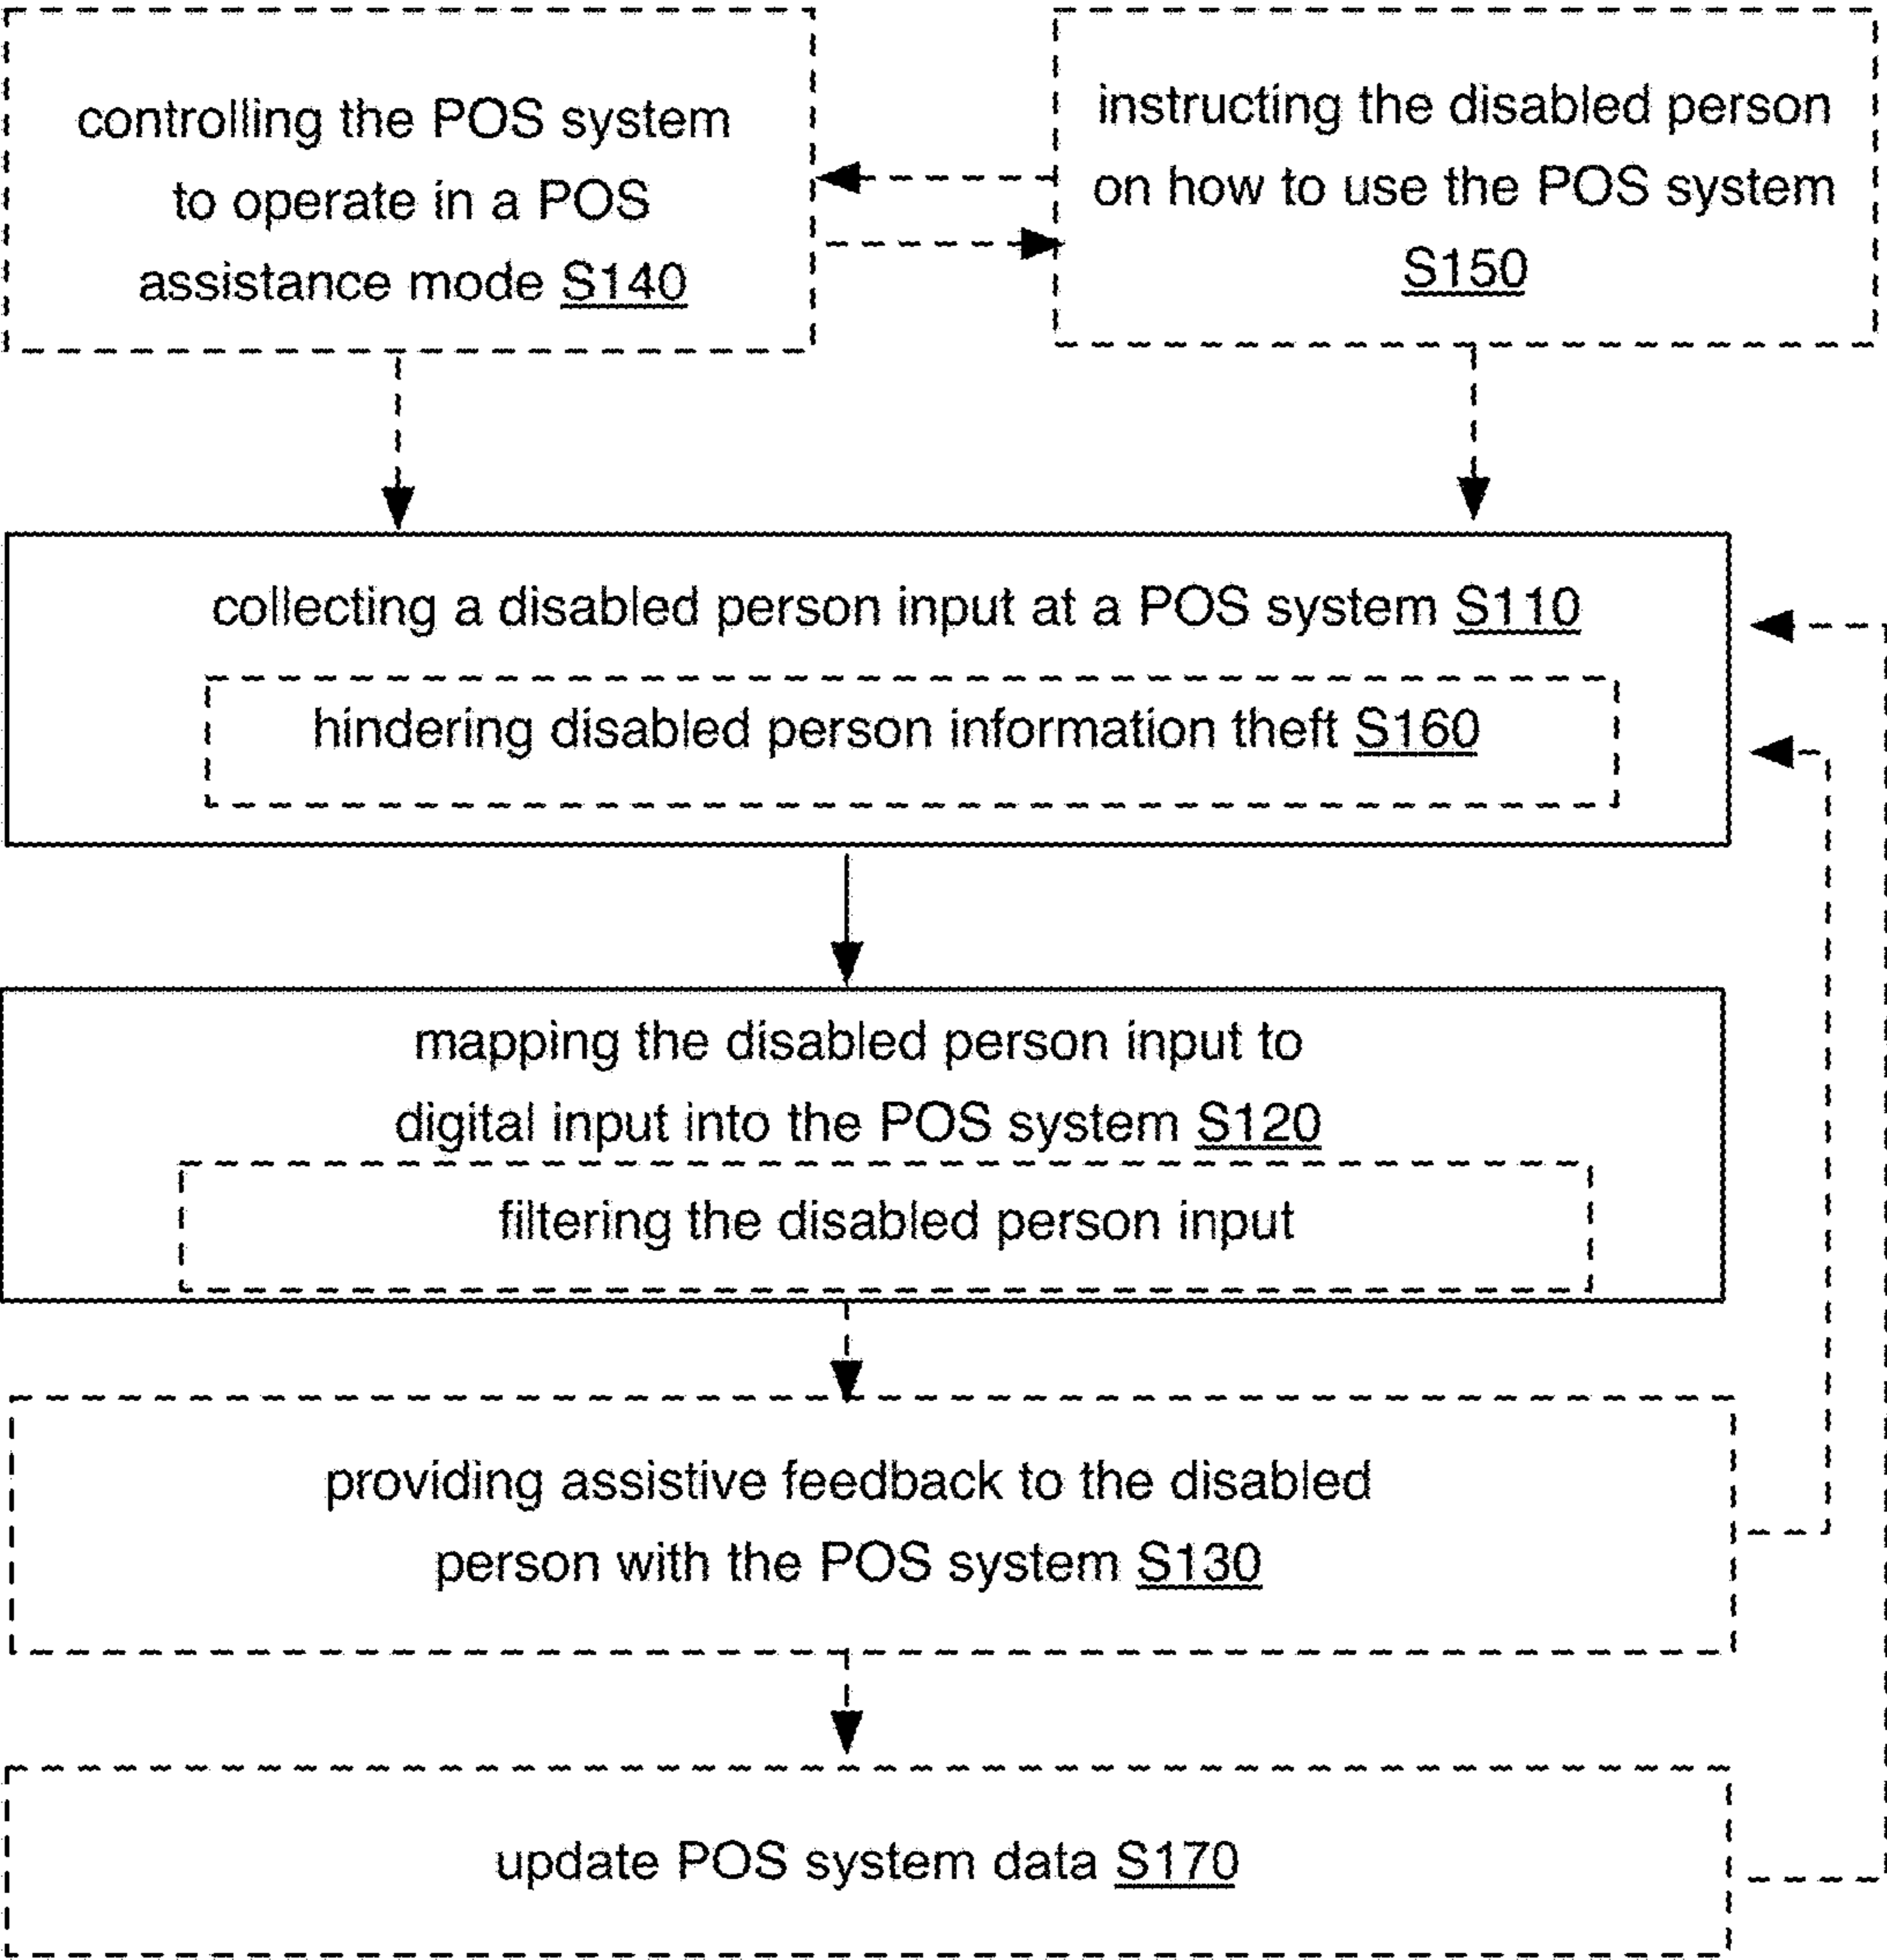 controlling the POS system
to operate in a POS
assistance mode S140
instructing the disabled person
on how to use the POS system
S150
collecting a disabled person input at a POS system S110
hindering disabled person information theft S160
mapping the disabled person input to
digital input into the POS system S120
filtering the disabled person input
providing assistive feedback to the disabled
person with the POS system S130
update POS system data S170